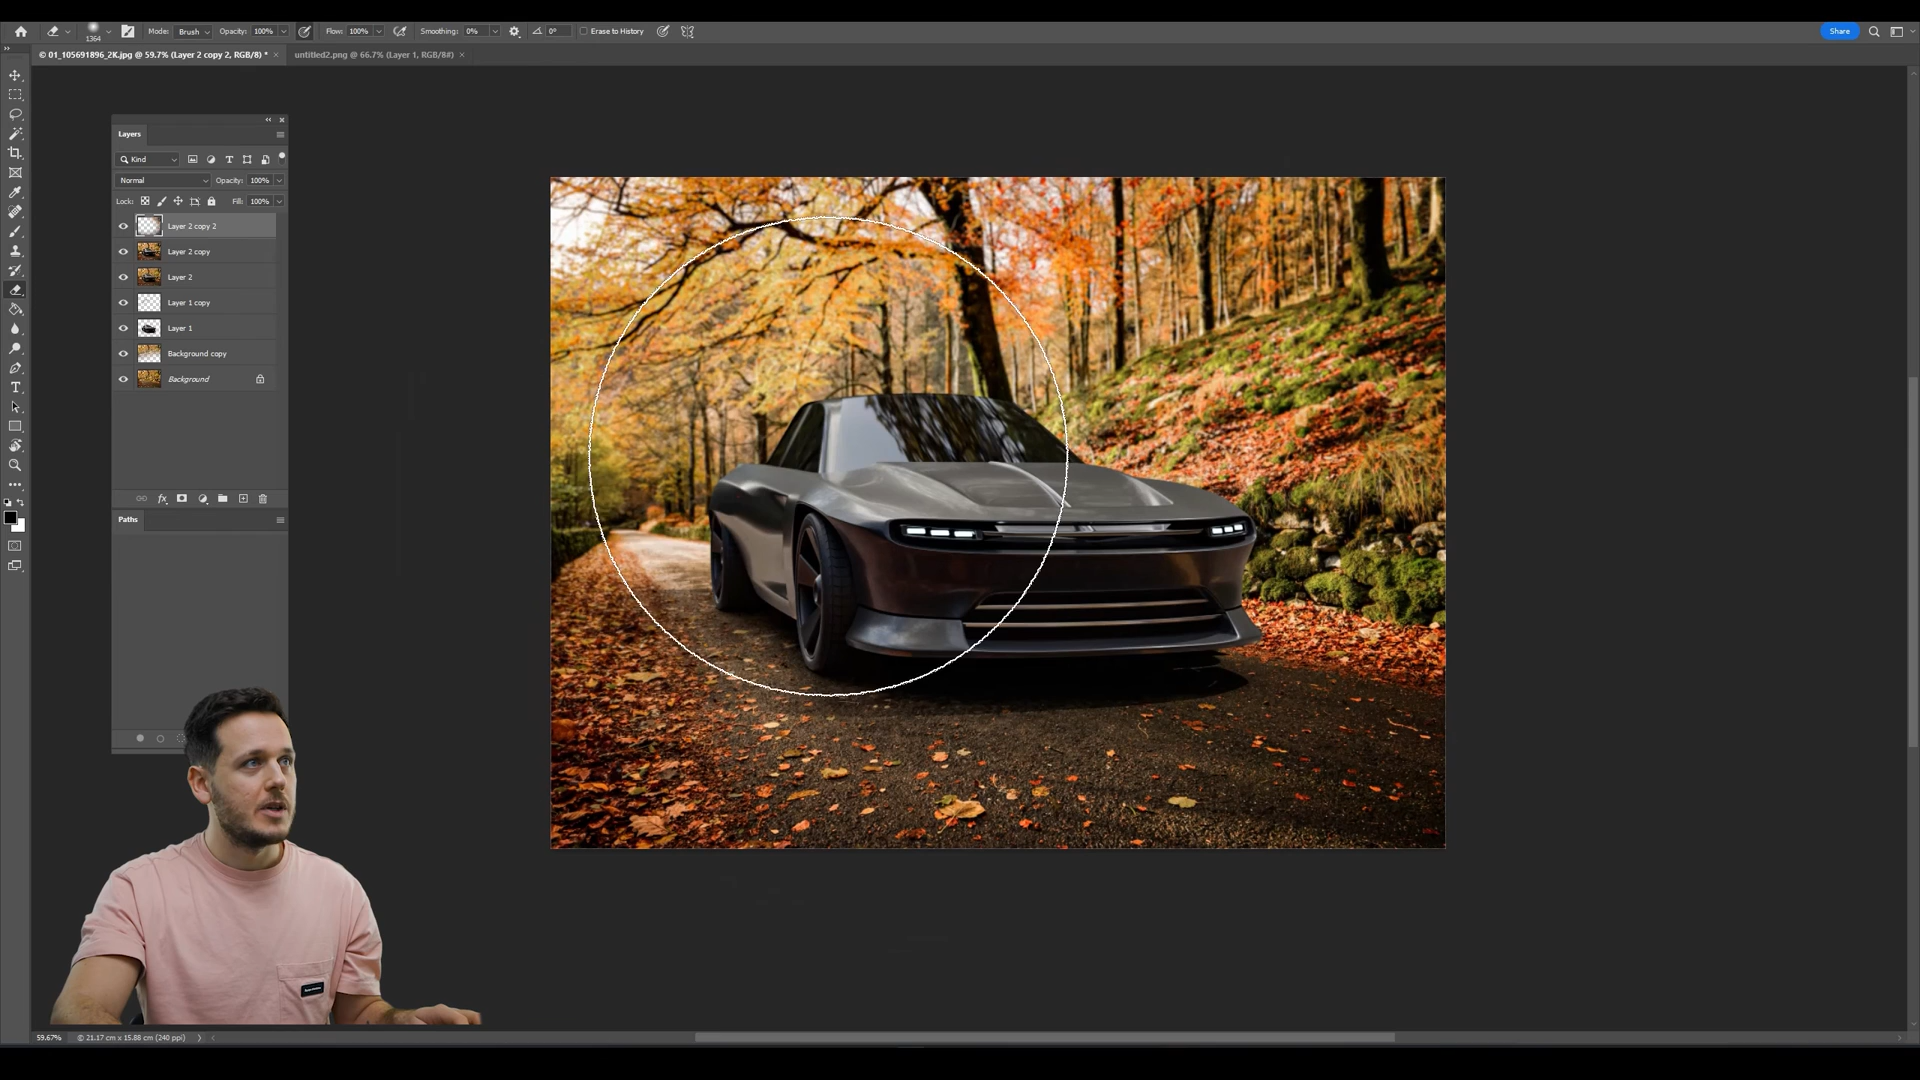 1364
Mode: Brush Opacity: 100% Flow: 100% Smoothing: 0% 0° Erase to History Share
© 01_105691896_2K.jpg @ 59.7% (Layer 2 copy 2, RGB/8) * × untitled2.png @ 66.7% (Layer 1, RGB/8#) ×
Layers
Kind
Normal Opacity: 100%
Lock: Fill: 100%
Layer 2 copy 2
Layer 2 copy
Layer 2
Layer 1 copy
Layer 1
Background copy
Background
fx
Paths
59.67% © 21.17 cm x 15.88 cm (240 ppi)